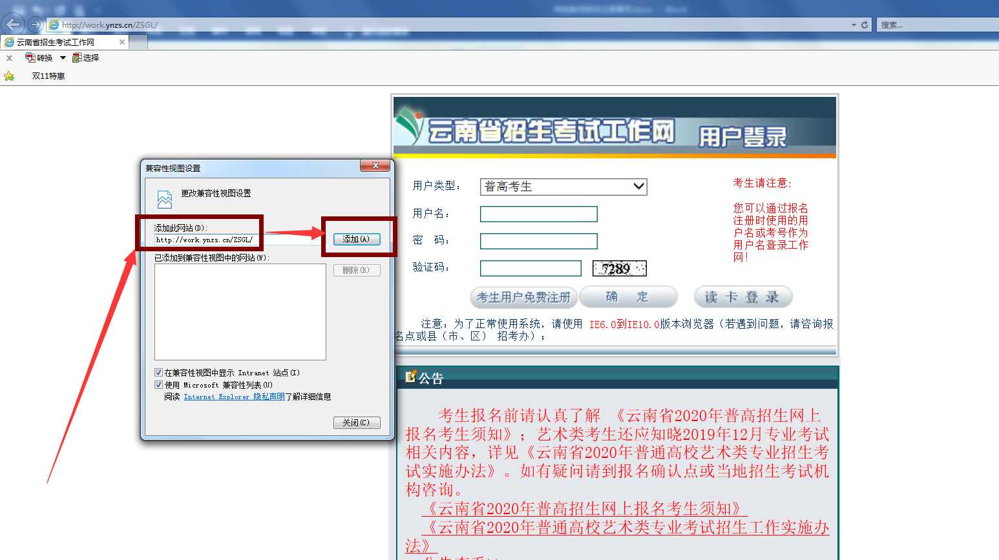 http://work.ynzs.cn/ZSGL/
搜索...
云南省招生考试工作网
转换
选择
双11特惠
云南省招生考试工作网 用户登录
兼容性视图设置
更改兼容性视图设置
添加此网站(D):
http://work.ynzs.cn/ZSGL/
添加(A)
已添加到兼容性视图中的网站(W):
删除(R)
在兼容性视图中显示 Intranet 站点(I)
使用 Microsoft 兼容性列表(U)
阅读 Internet Explorer 隐私声明了解详细信息
关闭(C)
用户类型：
普高考生
用户名：
密 码：
验证码：
7289
考生请注意：
您可以通过报名
注册时使用的用
户名或考号作为
用户名登录工作
网！
考生用户免费注册
确 定
读 卡 登 录
注意：为了正常使用系统，请使用 IE6.0到IE10.0版本浏览器（若遇到问题，请咨询报
名点或县（市、区） 招考办）；
公告
考生报名前请认真了解 《云南省2020年普高招生网上
报名考生须知》；艺术类考生还应知晓2019年12月专业考试
相关内容，详见《云南省2020年普通高校艺术类专业招生考
试实施办法》。如有疑问请到报名确认点或当地招生考试机
构咨询。
《云南省2020年普高招生网上报名考生须知》
《云南省2020年普通高校艺术类专业考试招生工作实施办
法》